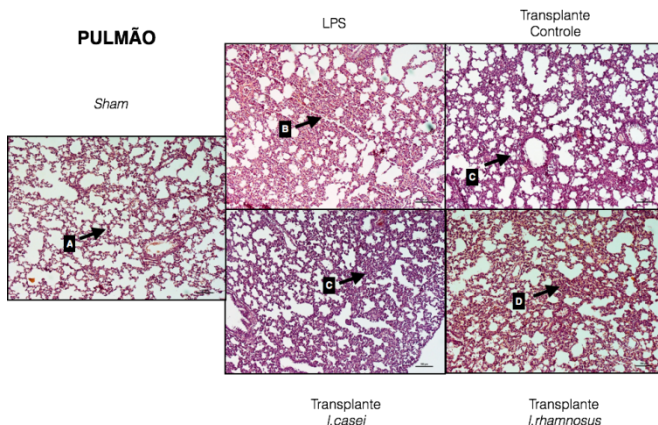 PULMÃO
LPS
Transplante
Controle
Sham
A
B
C
C
D
Transplante
l.casei
Transplante
l.rhamnosus